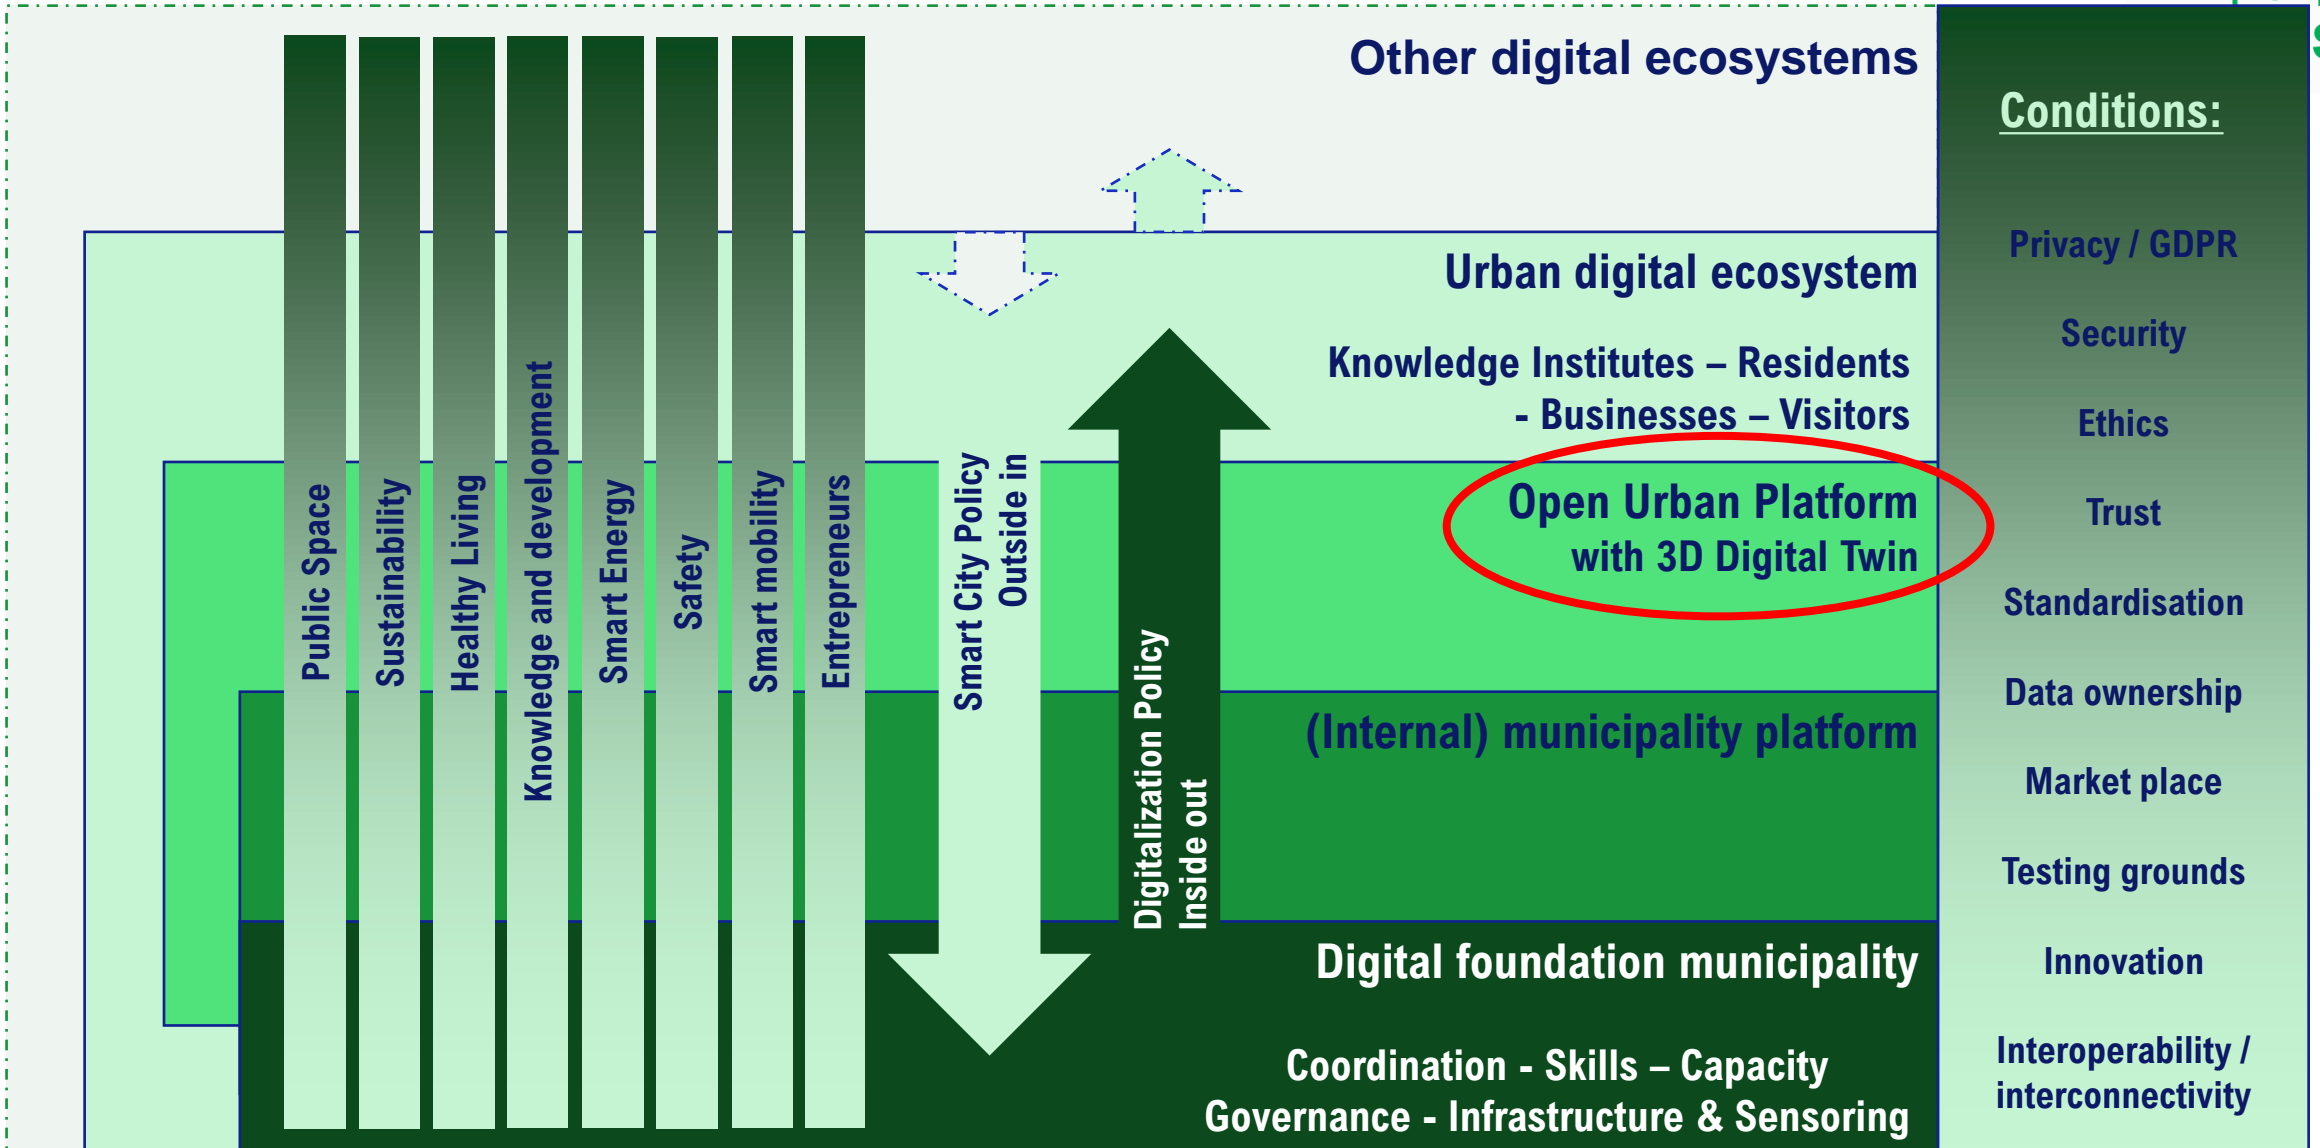 Other digital ecosystems
Urban digital ecosystem
Knowledge Institutes – Residents
- Businesses – Visitors
Open Urban Platform
with 3D Digital Twin
(Internal) municipality platform
Digital foundation municipality
Coordination - Skills – Capacity
Governance - Infrastructure & Sensoring
Public Space
Sustainability
Healthy Living
Knowledge and development
Smart Energy
Safety
Smart mobility
Entrepreneurs
Smart City Policy
Outside in
Digitalization Policy
Inside out
Conditions:
Privacy / GDPR
Security
Ethics
Trust
Standardisation
Data ownership
Market place
Testing grounds
Innovation
Interoperability /
interconnectivity